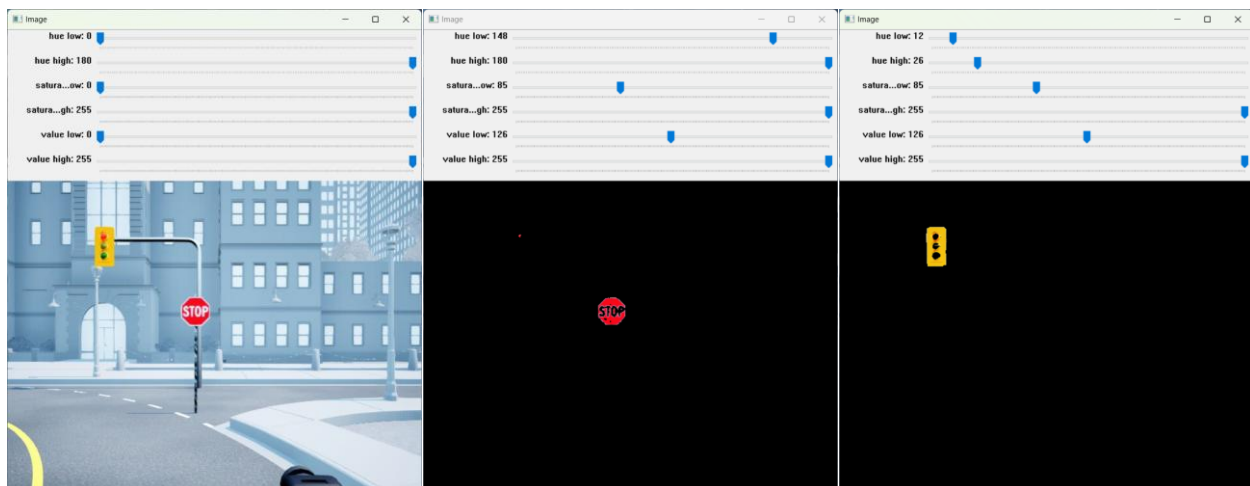 Image
hue low: 0
hue high: 180
satura...ow: 0
satura...gh: 255
value low: 0
value high: 255
STOP
Image
hue low: 148
hue high: 180
satura...ow: 85
satura...gh: 255
value low: 126
value high: 255
STOP
Image
hue low: 12
hue high: 26
satura...ow: 85
satura...gh: 255
value low: 126
value high: 255